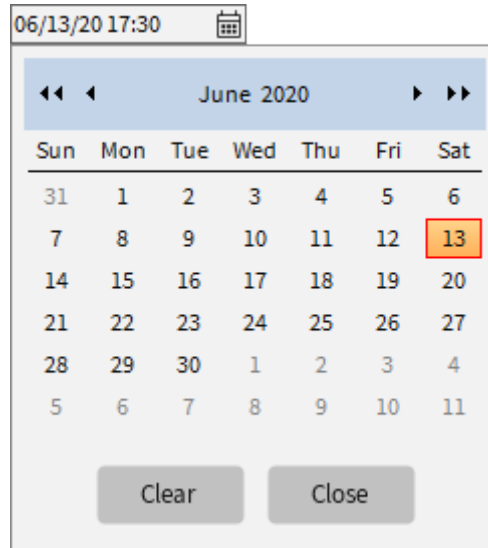 06/13/20 17:30
June 2020
Sun Mon Tue Wed Thu Fri Sat
31 1 2 3 4 5 6
7 8 9 10 11 12 13
14 15 16 17 18 19 20
21 22 23 24 25 26 27
28 29 30 1 2 3 4
5 6 7 8 9 10 11
Clear Close